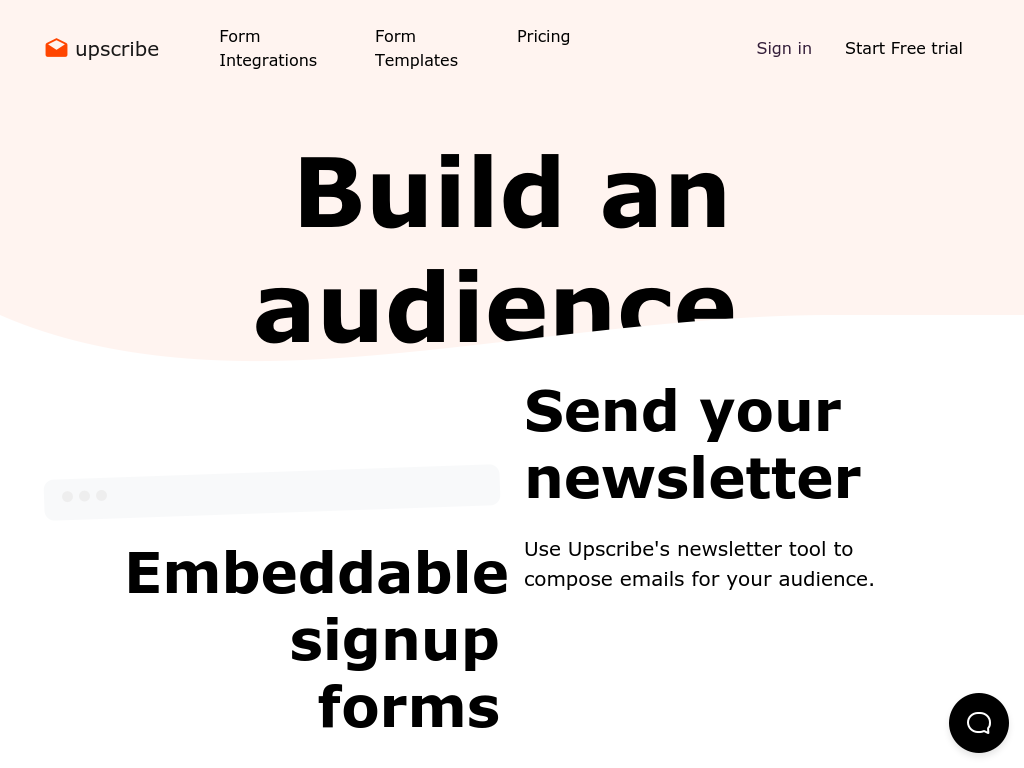 upscribe
Form
Integrations
Form
Templates
Pricing
Sign in
Start Free trial
Build an
audience
Send your
newsletter
Use Upscribe's newsletter tool to
compose emails for your audience.
Embeddable
signup
forms